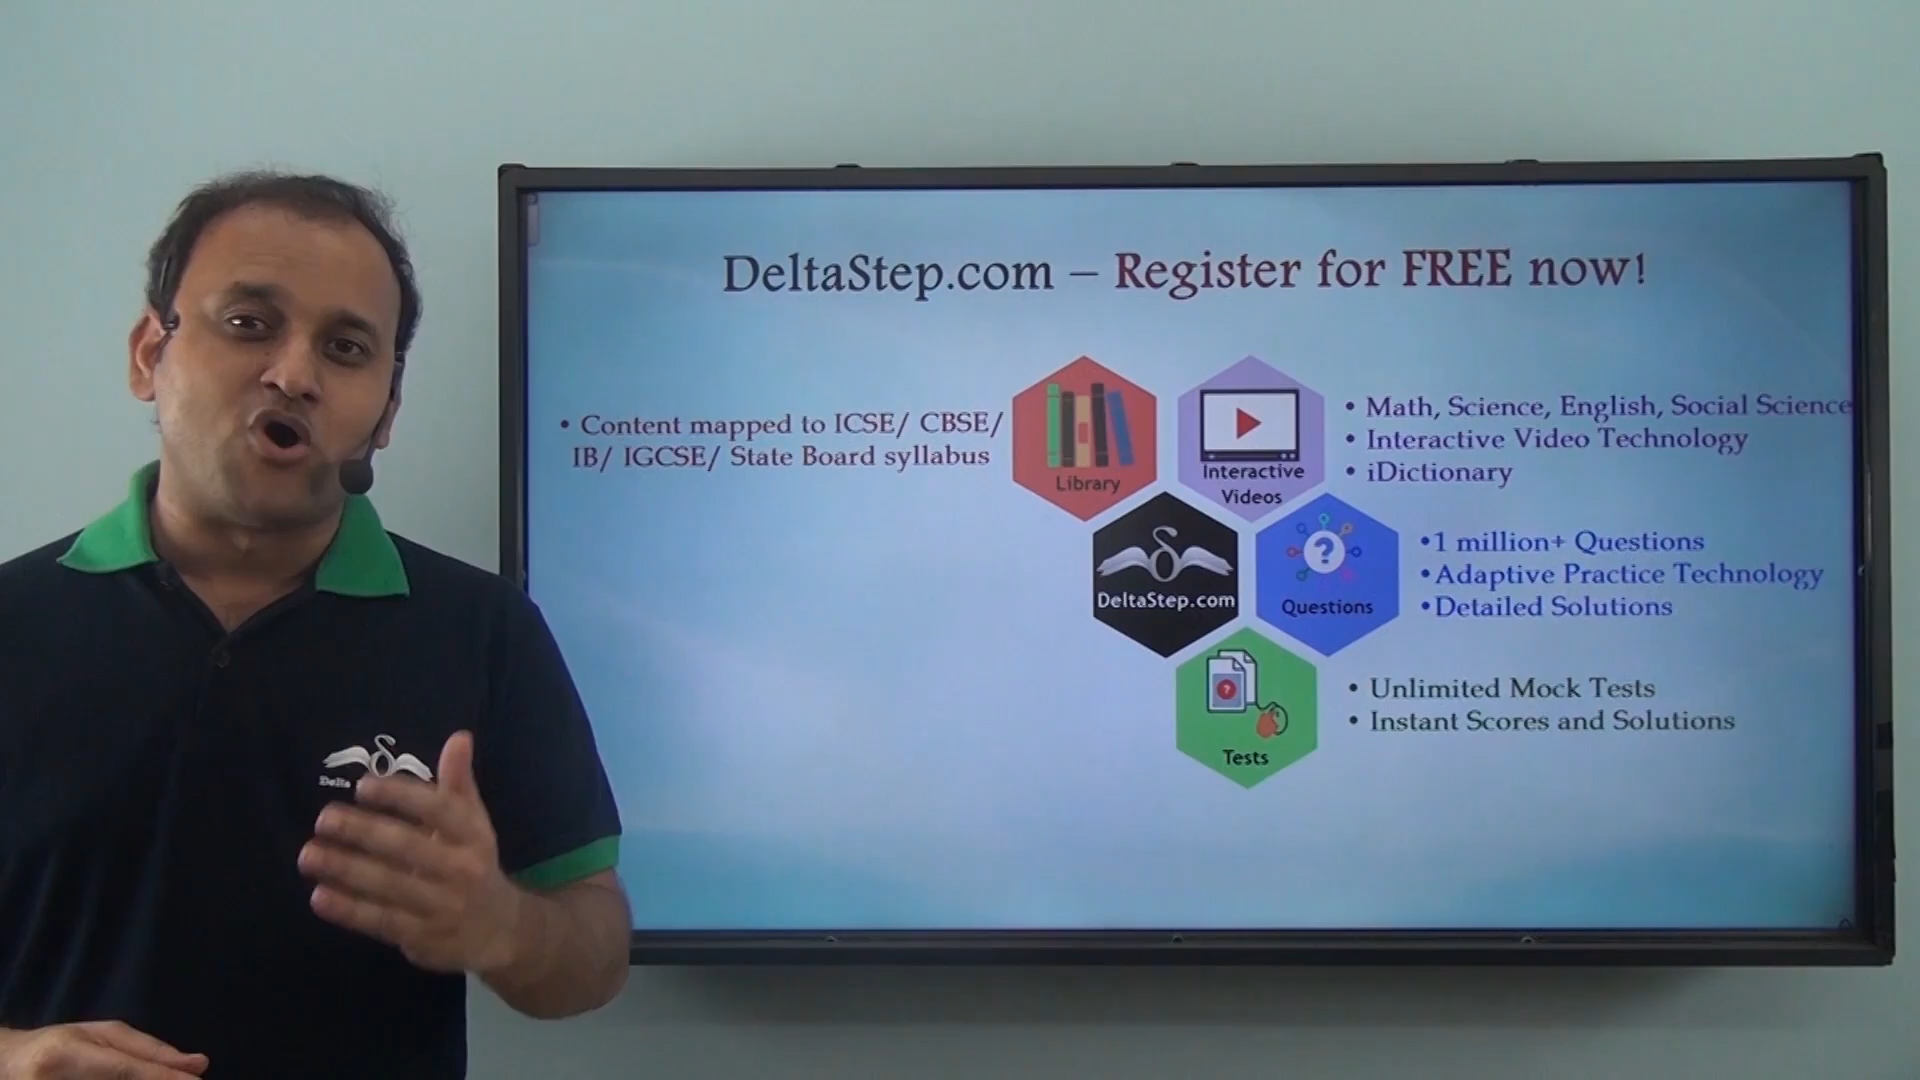 DeltaStep.com – Register for FREE now!
• Content mapped to ICSE/ CBSE/
IB/ IGCSE/ State Board syllabus
Library
Interactive
Videos
• Math, Science, English, Social Science
• Interactive Video Technology
• iDictionary
DeltaStep.com
Questions
•1 million+ Questions
•Adaptive Practice Technology
•Detailed Solutions
Tests
• Unlimited Mock Tests
• Instant Scores and Solutions
Delta